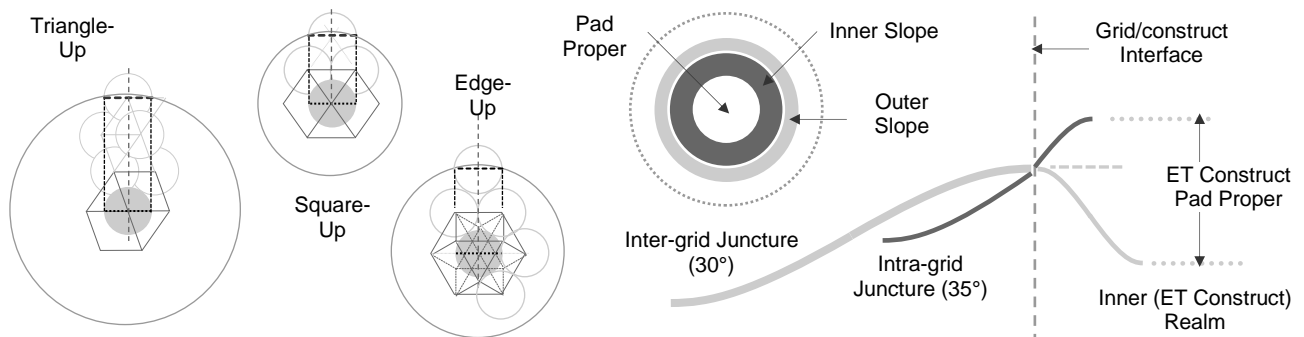 Triangle-
Up
Square-
Up
Edge-
Up
Pad
Proper
Inner Slope
Outer
Slope
Grid/construct
Interface
ET Construct
Pad Proper
Inter-grid Juncture
(30°)
Intra-grid
Juncture (35°)
Inner (ET Construct)
Realm